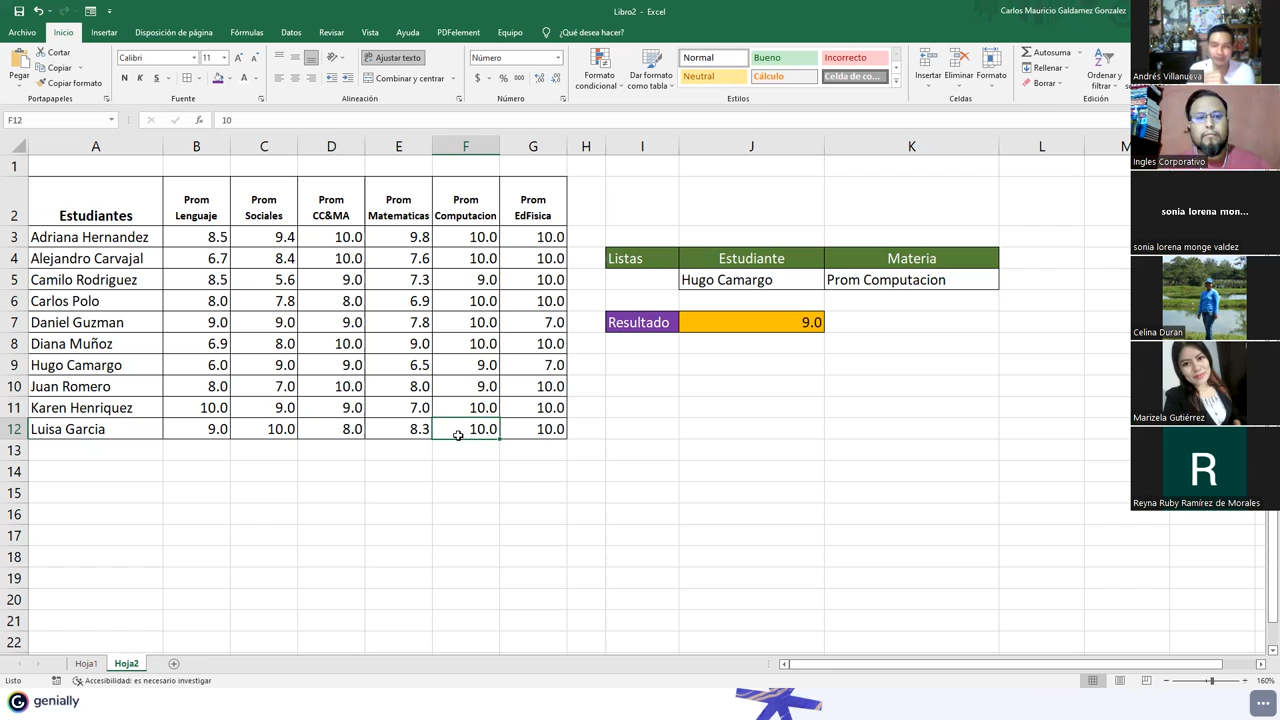 Libro2 - Excel
Carlos Mauricio Galdamez Gonzalez
Archivo Inicio Insertar Disposición de página Fórmulas Datos Revisar Vista Ayuda PDFelement Equipo ¿Qué desea hacer?
Pegar
Cortar
Copiar
Copiar formato
Portapapeles
Calibri 11
N K S
Fuente
Ajustar texto
Combinar y centrar
Alineación
Número
$ % 000
Número
Formato condicional
Dar formato como tabla
Normal Bueno Incorrecto
Neutral Cálculo Celda de co...
Estilos
Insertar Eliminar Formato
Celdas
Autosuma
Rellenar
Borrar
Ordenar y filtrar
Edición
F12 fx 10
A B C D E F G H I J K L M
1
2 Estudiantes Prom Lenguaje Prom Sociales Prom CC&MA Prom Matematicas Prom Computacion Prom EdFisica
3 Adriana Hernandez 8.5 9.4 10.0 9.8 10.0 10.0
4 Alejandro Carvajal 6.7 8.4 10.0 7.6 10.0 10.0 Listas Estudiante Materia
5 Camilo Rodriguez 8.5 5.6 9.0 7.3 9.0 10.0 Hugo Camargo Prom Computacion
6 Carlos Polo 8.0 7.8 8.0 6.9 10.0 10.0
7 Daniel Guzman 9.0 9.0 9.0 7.8 10.0 7.0 Resultado 9.0
8 Diana Muñoz 6.9 8.0 10.0 9.0 10.0 10.0
9 Hugo Camargo 6.0 9.0 9.0 6.5 9.0 7.0
10 Juan Romero 8.0 7.0 10.0 8.0 9.0 10.0
11 Karen Henriquez 10.0 9.0 9.0 7.0 10.0 10.0
12 Luisa Garcia 9.0 10.0 8.0 8.3 10.0 10.0
13
14
15
16
17
18
19
20
21
22
Hoja1 Hoja2
Listo Accesibilidad: es necesario investigar 160%
genially
Andrés Villanueva
Ingles Corporativo
sonia lorena mon...
sonia lorena monge valdez
Celina Duran
Marizela Gutiérrez
R
Reyna Ruby Ramírez de Morales